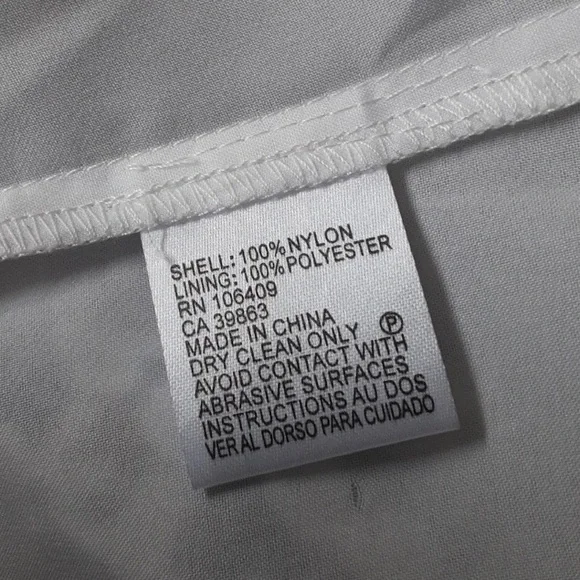 SHELL: 100% NYLON
LINING: 100% POLYESTER
RN 106409
CA 39863
MADE IN CHINA
DRY CLEAN ONLY Ⓟ
AVOID CONTACT WITH
ABRASIVE SURFACES
INSTRUCTIONS AU DOS
VER AL DORSO PARA CUIDADO